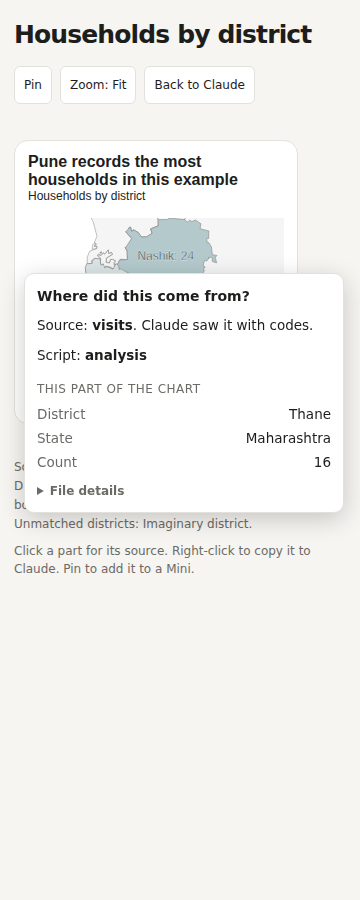 Households by district
Pin
Zoom: Fit
Back to Claude
Pune records the most
households in this example
Households by district
Nashik: 24
Where did this come from?
Source: visits. Claude saw it with codes.
Script: analysis
THIS PART OF THE CHART
District Thane
State Maharashtra
Count 16
File details
Unmatched districts: Imaginary district.
Click a part for its source. Right-click to copy it to
Claude. Pin to add it to a Mini.